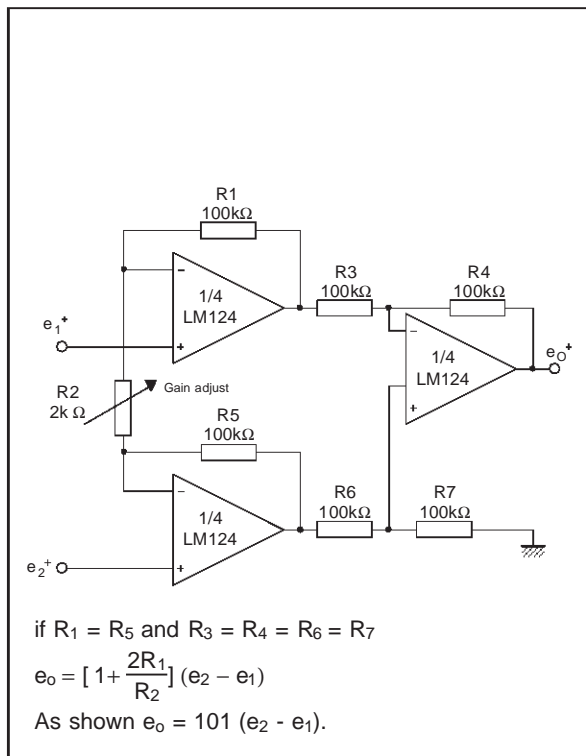 R1
100kΩ
R3
100kΩ
R4
100kΩ
1/4
LM124
e1+
1/4
LM124
eO+
R2
2k Ω
Gain adjust
R5
100kΩ
R6
100kΩ
R7
100kΩ
1/4
LM124
e2+
if R1 = R5 and R3 = R4 = R6 = R7
eo = [ 1+ 2R1/R2 ] (e2 – e1)
As shown eo = 101 (e2 - e1).